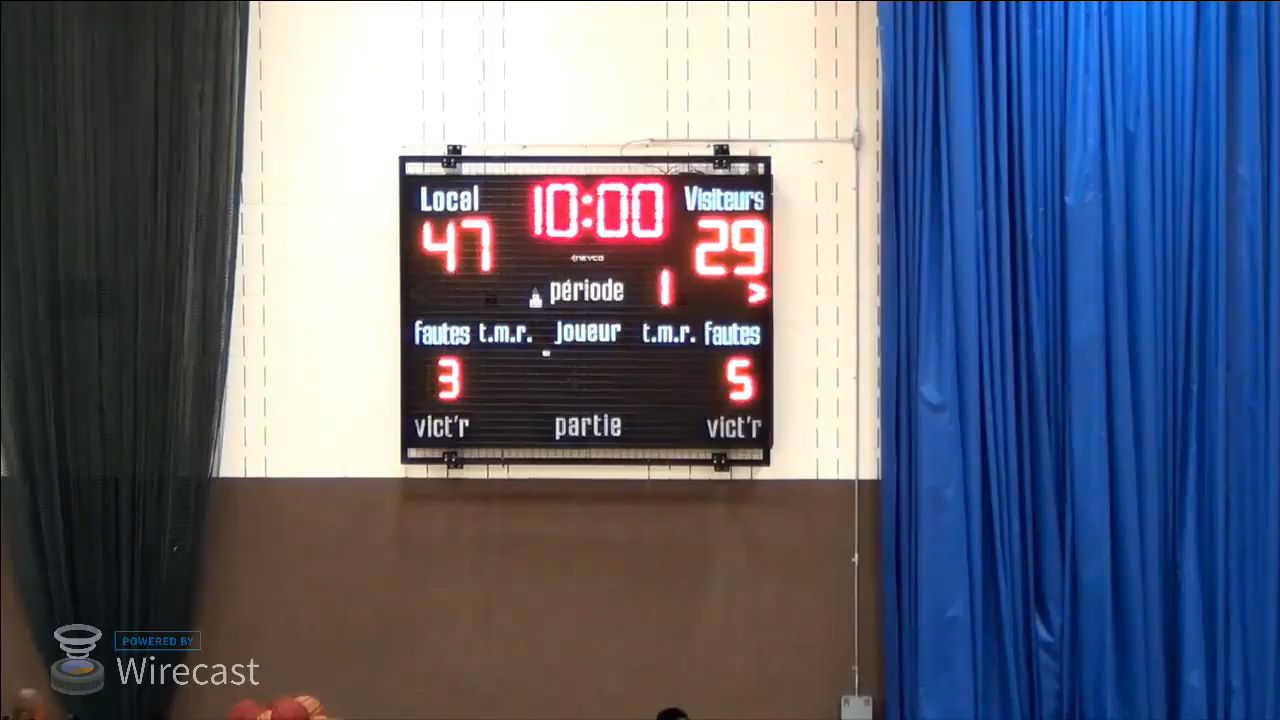 Local 10:00 Visiteurs
47 29
NEVCO
période 1 >
fautes t.m.r. joueur t.m.r. fautes
3 5
vict'r partie vict'r
POWERED BY
Wirecast